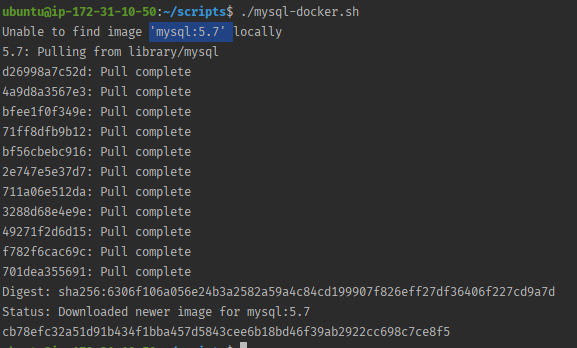 ubuntu@ip-172-31-10-50:~/scripts$ ./mysql-docker.sh
Unable to find image 'mysql:5.7' locally
5.7: Pulling from library/mysql
d26998a7c52d: Pull complete
4a9d8a3567e3: Pull complete
bfee1f0f349e: Pull complete
71ff8dfb9b12: Pull complete
bf56cbebc916: Pull complete
2e747e5e37d7: Pull complete
711a06e512da: Pull complete
3288d68e4e9e: Pull complete
49271f2d6d15: Pull complete
f782f6cac69c: Pull complete
701dea355691: Pull complete
Digest: sha256:6306f106a056e24b3a2582a59a4c84cd199907f826eff27df36406f227cd9a7d
Status: Downloaded newer image for mysql:5.7
cb78efc32a51d91b434f1bba457d5843cee6b18bd46f39ab2922cc698c7ce8f5